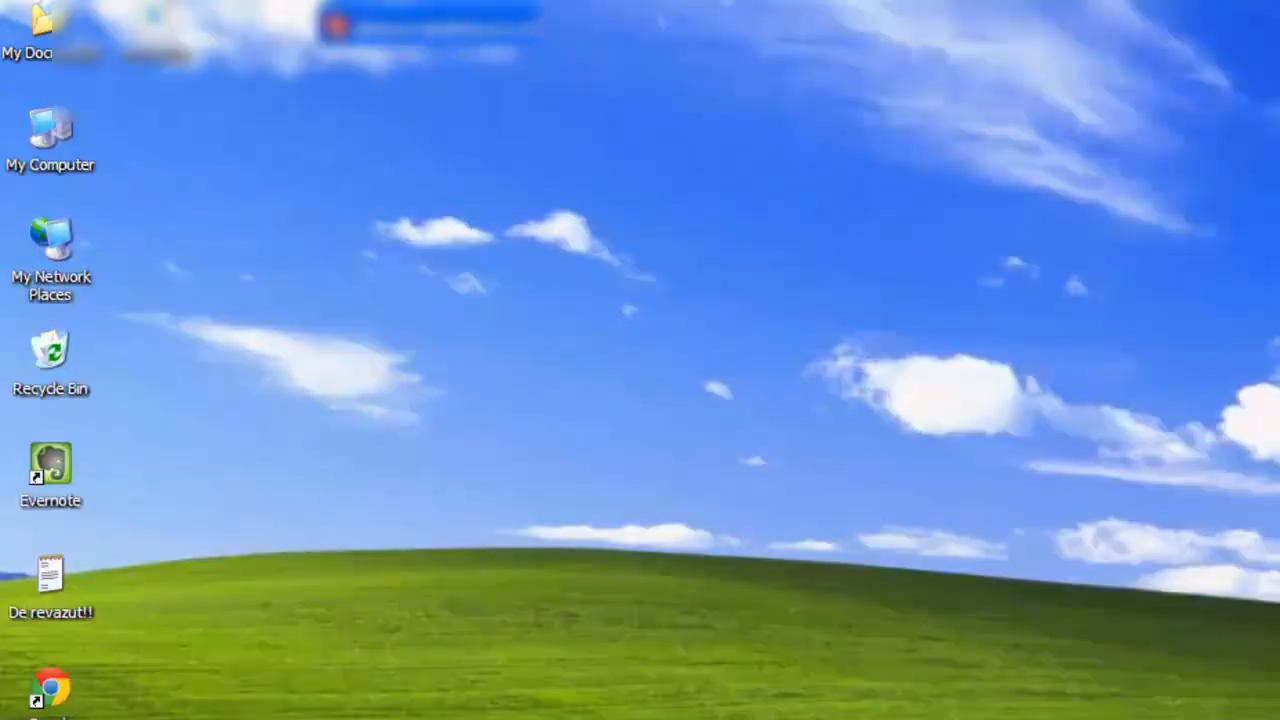 My Doc
My Computer
My Network
Places
Recycle Bin
Evernote
De revazut!!